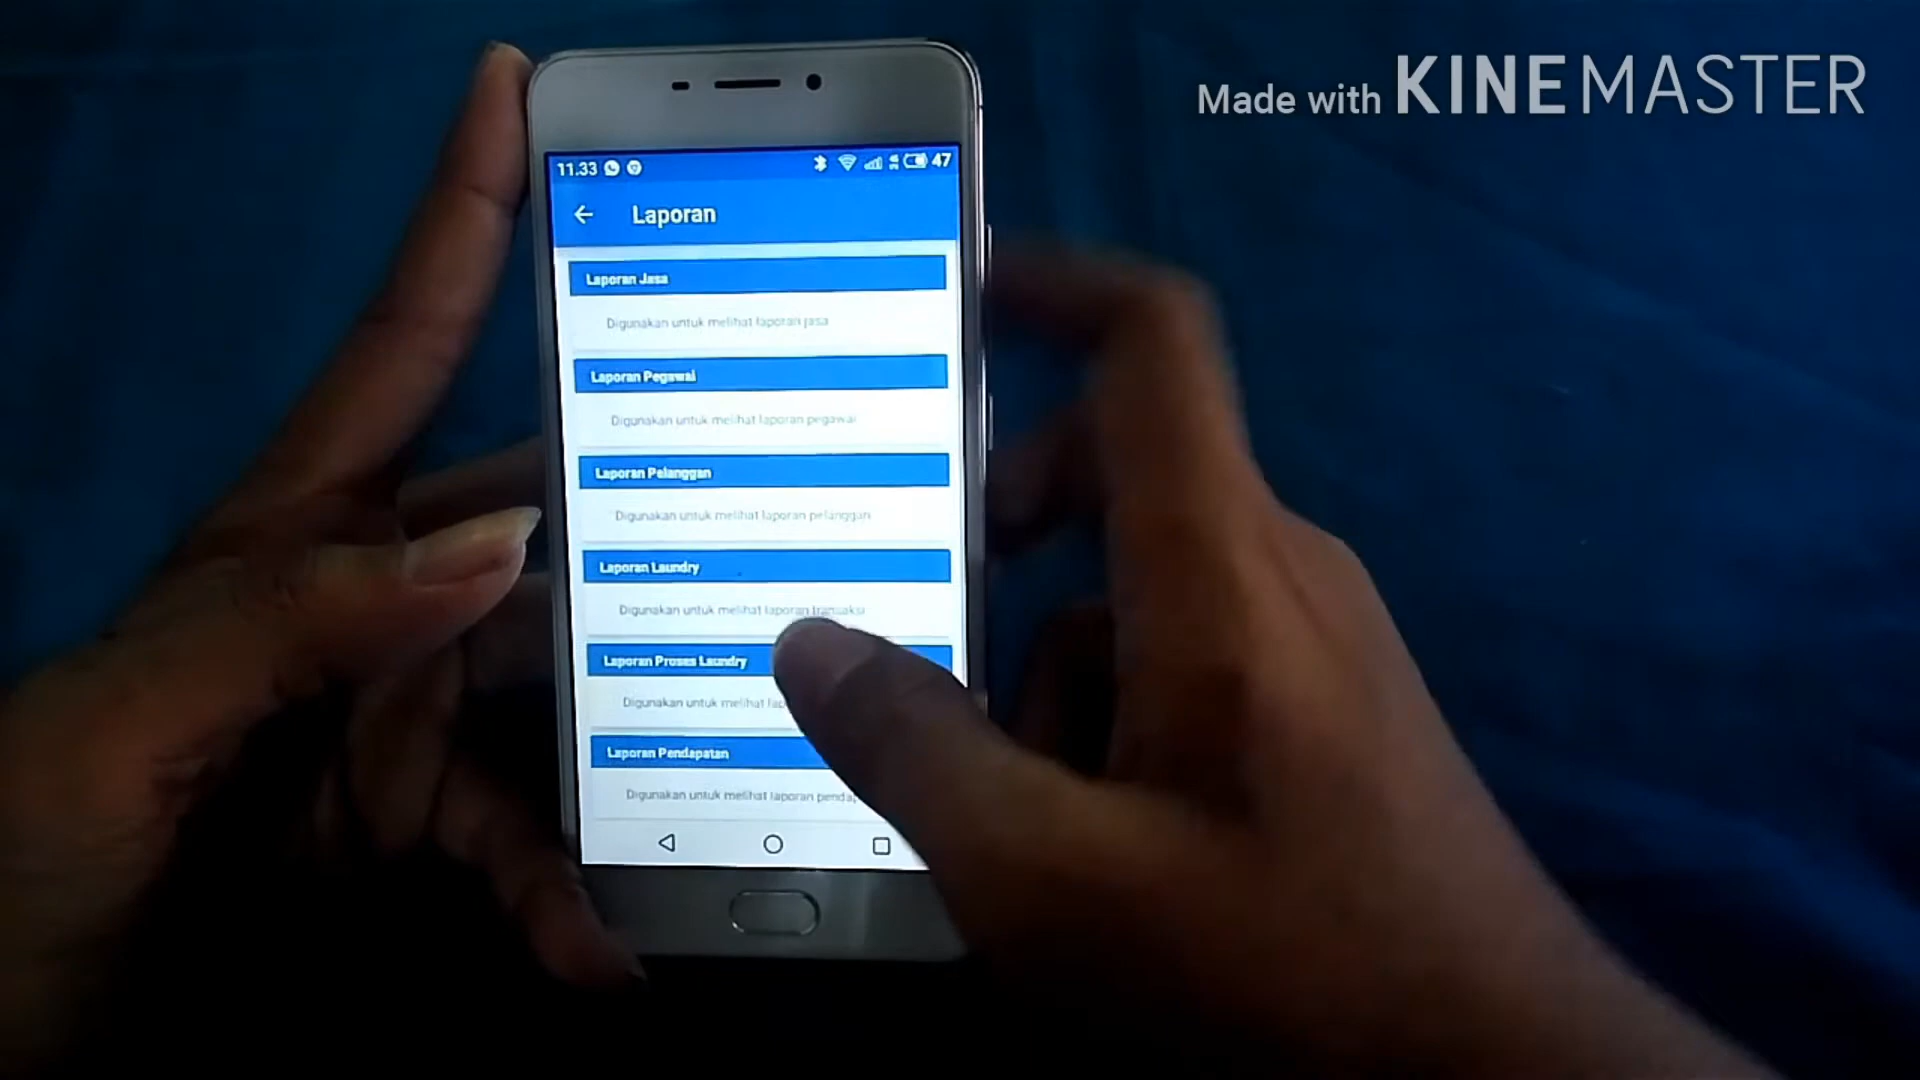 Made with KINEMASTER
11.33
47
Laporan
Laporan Jasa
Digunakan untuk melihat laporan jasa
Laporan Pegawai
Digunakan untuk melihat laporan pegawai
Laporan Pelanggan
Digunakan untuk melihat laporan pelanggan
Laporan Laundry
Digunakan untuk melihat laporan transaksi
Laporan Proses Laundry
Digunakan untuk melihat
Laporan Pendapatan
Digunakan untuk melihat laporan